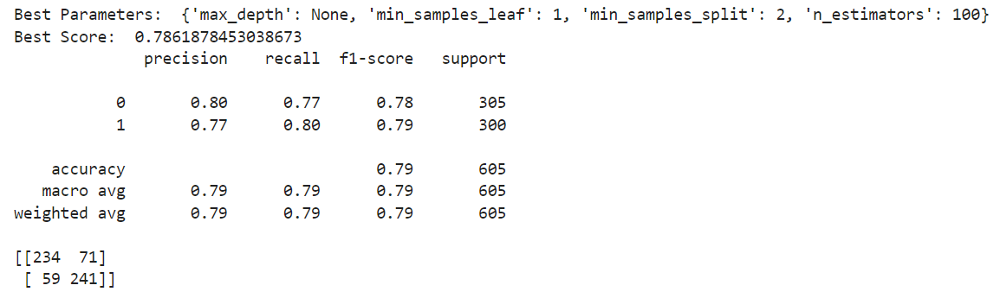 Best Parameters:  {'max_depth': None, 'min_samples_leaf': 1, 'min_samples_split': 2, 'n_estimators': 100}
Best Score:  0.7861878453038673
              precision    recall  f1-score   support

           0       0.80      0.77      0.78       305
           1       0.77      0.80      0.79       300

    accuracy                           0.79       605
   macro avg       0.79      0.79      0.79       605
weighted avg       0.79      0.79      0.79       605

[[234  71]
 [ 59 241]]